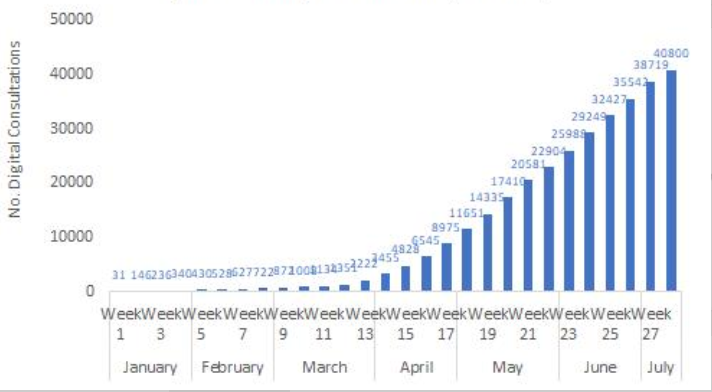 50000
40000
30000
20000
10000
0
No. Digital Consultations
31 146 236 340 430 528 627 722 872 1008 1134 1351 2222 3455 4828 6545 8975 11651 14335 17410 20581 22904 25988 29249 32427 35542 38719 40800
Week Week Week Week Week Week Week Week Week Week Week Week Week Week
1 3 5 7 9 11 13 15 17 19 21 23 25 27
January February March April May June July